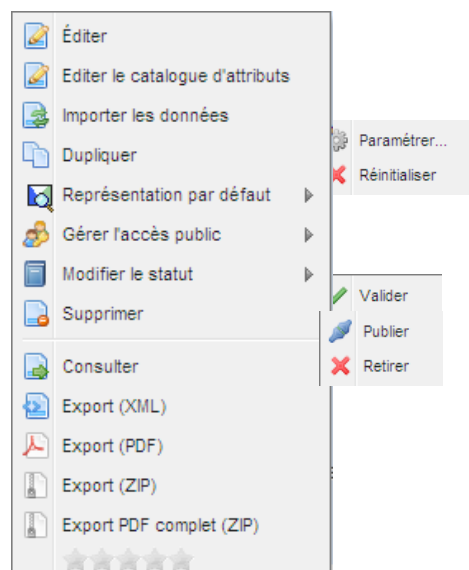 Éditer
Editer le catalogue d'attributs
Importer les données
Dupliquer
Représentation par défaut
Gérer l'accès public
Modifier le statut
Supprimer
Consulter
Export (XML)
Export (PDF)
Export (ZIP)
Export PDF complet (ZIP)
Paramétrer...
Réinitialiser
Valider
Publier
Retirer